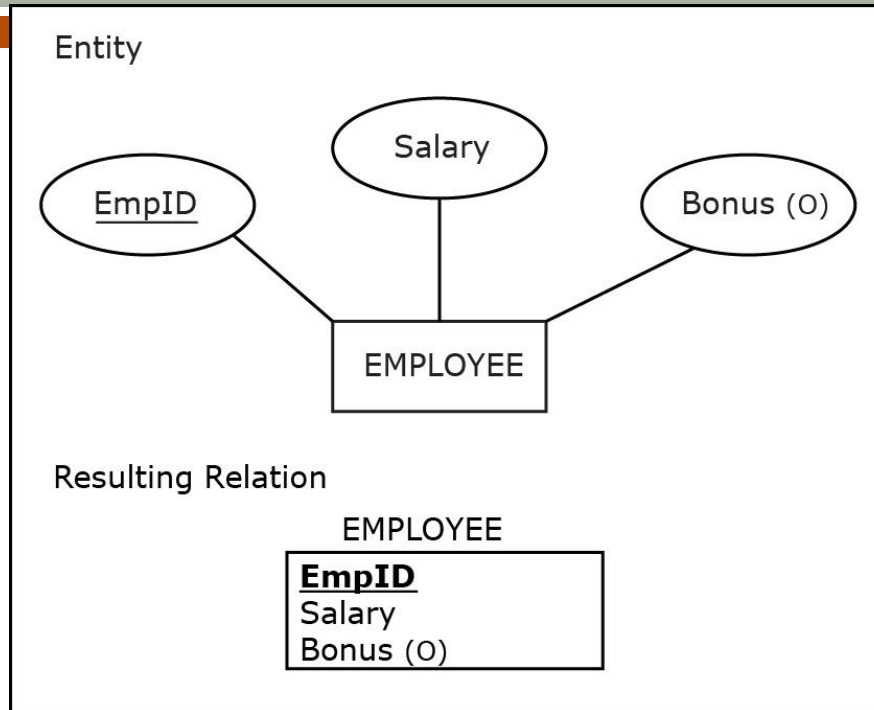 Entity
Salary
EmpID
Bonus (O)
EMPLOYEE
Resulting Relation
EMPLOYEE
EmpID
Salary
Bonus (O)